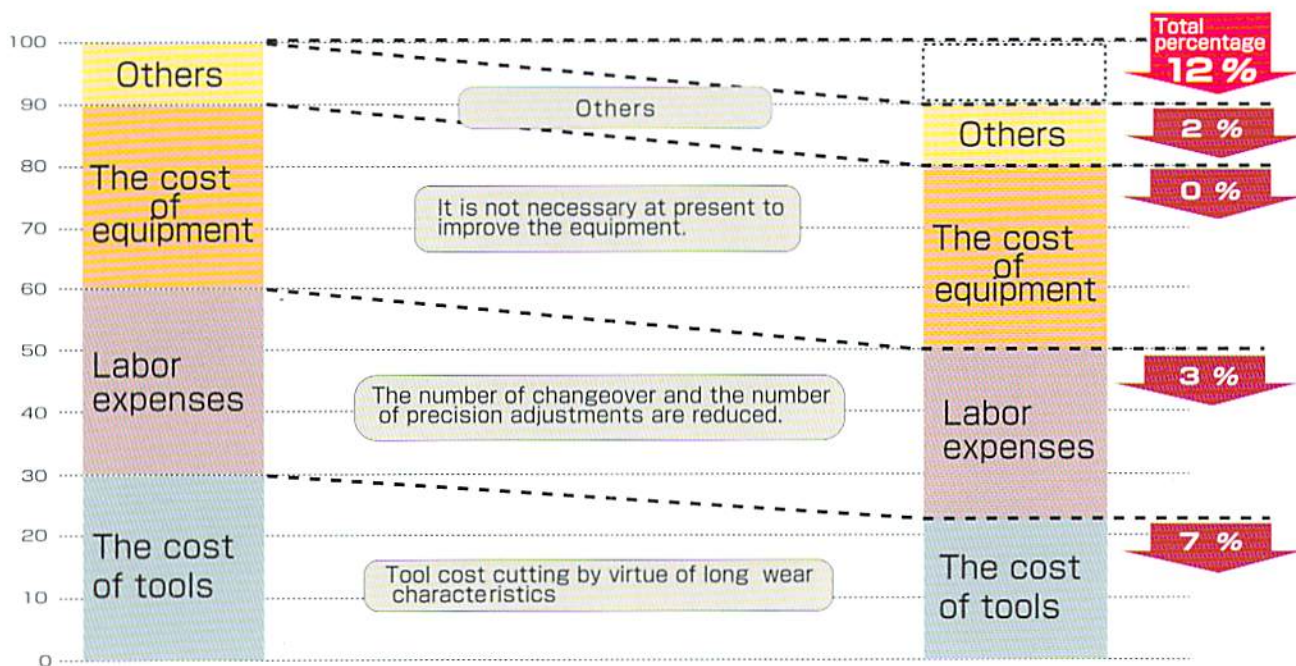 100
90
80
70
60
50
40
30
20
10
0
Others
The cost
of
equipment
Labor
expenses
The cost
of tools
Others
It is not necessary at present to
improve the equipment.
The number of changeover and the number
of precision adjustments are reduced.
Tool cost cutting by virtue of long wear
characteristics
Others
The cost
of
equipment
Labor
expenses
The cost
of tools
Total
percentage
12%
2 %
0 %
3 %
7 %